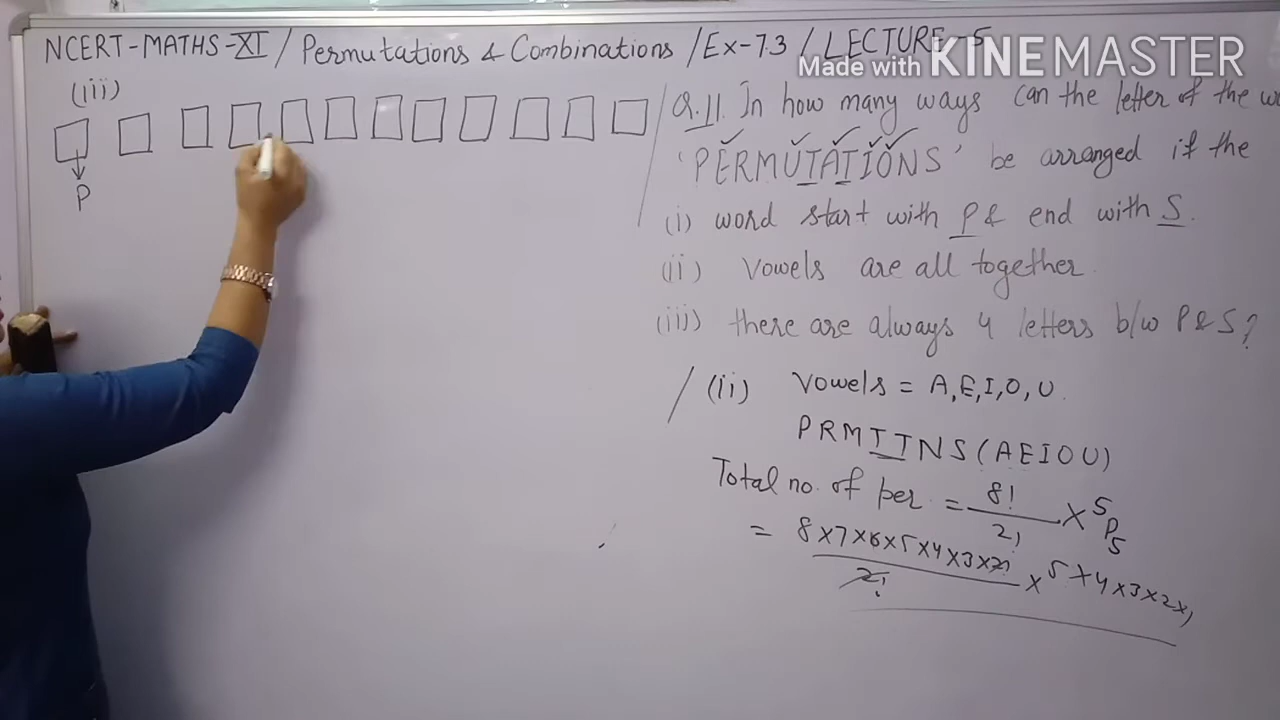 NCERT-MATHS-XI / Permutations & Combinations / Ex-7.3 / LECTURE-5
Made with KINEMASTER
(iii)
P
Q.11. In how many ways can the letter of the
'PERMUTATIONS' be arranged if the
(i) word start with P & end with S.
(ii) Vowels are all together.
(iii) there are always 4 letters b/w P & S?
(ii) Vowels = A, E, I, O, U.
PRMTTNS (AEIOU)
Total no. of per. = 8!/2! × ⁵P₅
= 8×7×6×5×4×3×2!/2! × 5×4×3×2×1